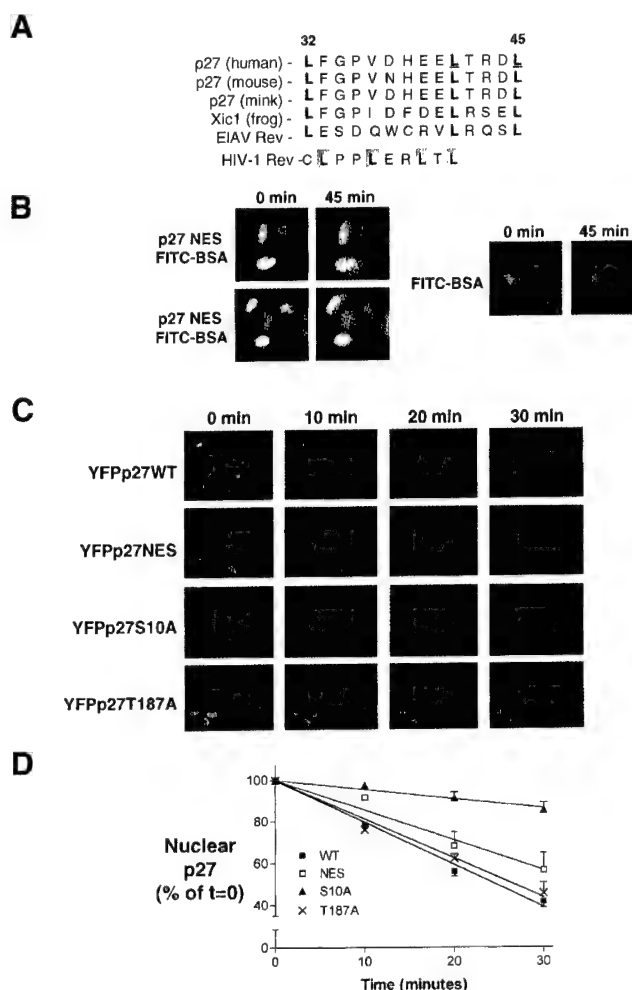 A
32 45
p27 (human) - L F G P V D H E E L T R D L
p27 (mouse) - L F G P V N H E E L T R D L
p27 (mink) - L F G P V D H E E L T R D L
Xic1 (frog) - L F G P I D F D E L R S E L
EIAV Rev - L E S D Q W C R V L R Q S L
HIV-1 Rev -C L P P L E R L T L
B
0 min 45 min
p27 NES
FITC-BSA
p27 NES
FITC-BSA
0 min 45 min
FITC-BSA
C
0 min 10 min 20 min 30 min
YFPp27WT
YFPp27NES
YFPp27S10A
YFPp27T187A
D
Nuclear
p27
(% of t=0)
100
80
60
40
0
WT
NES
S10A
T187A
0 10 20 30
Time (minutes)